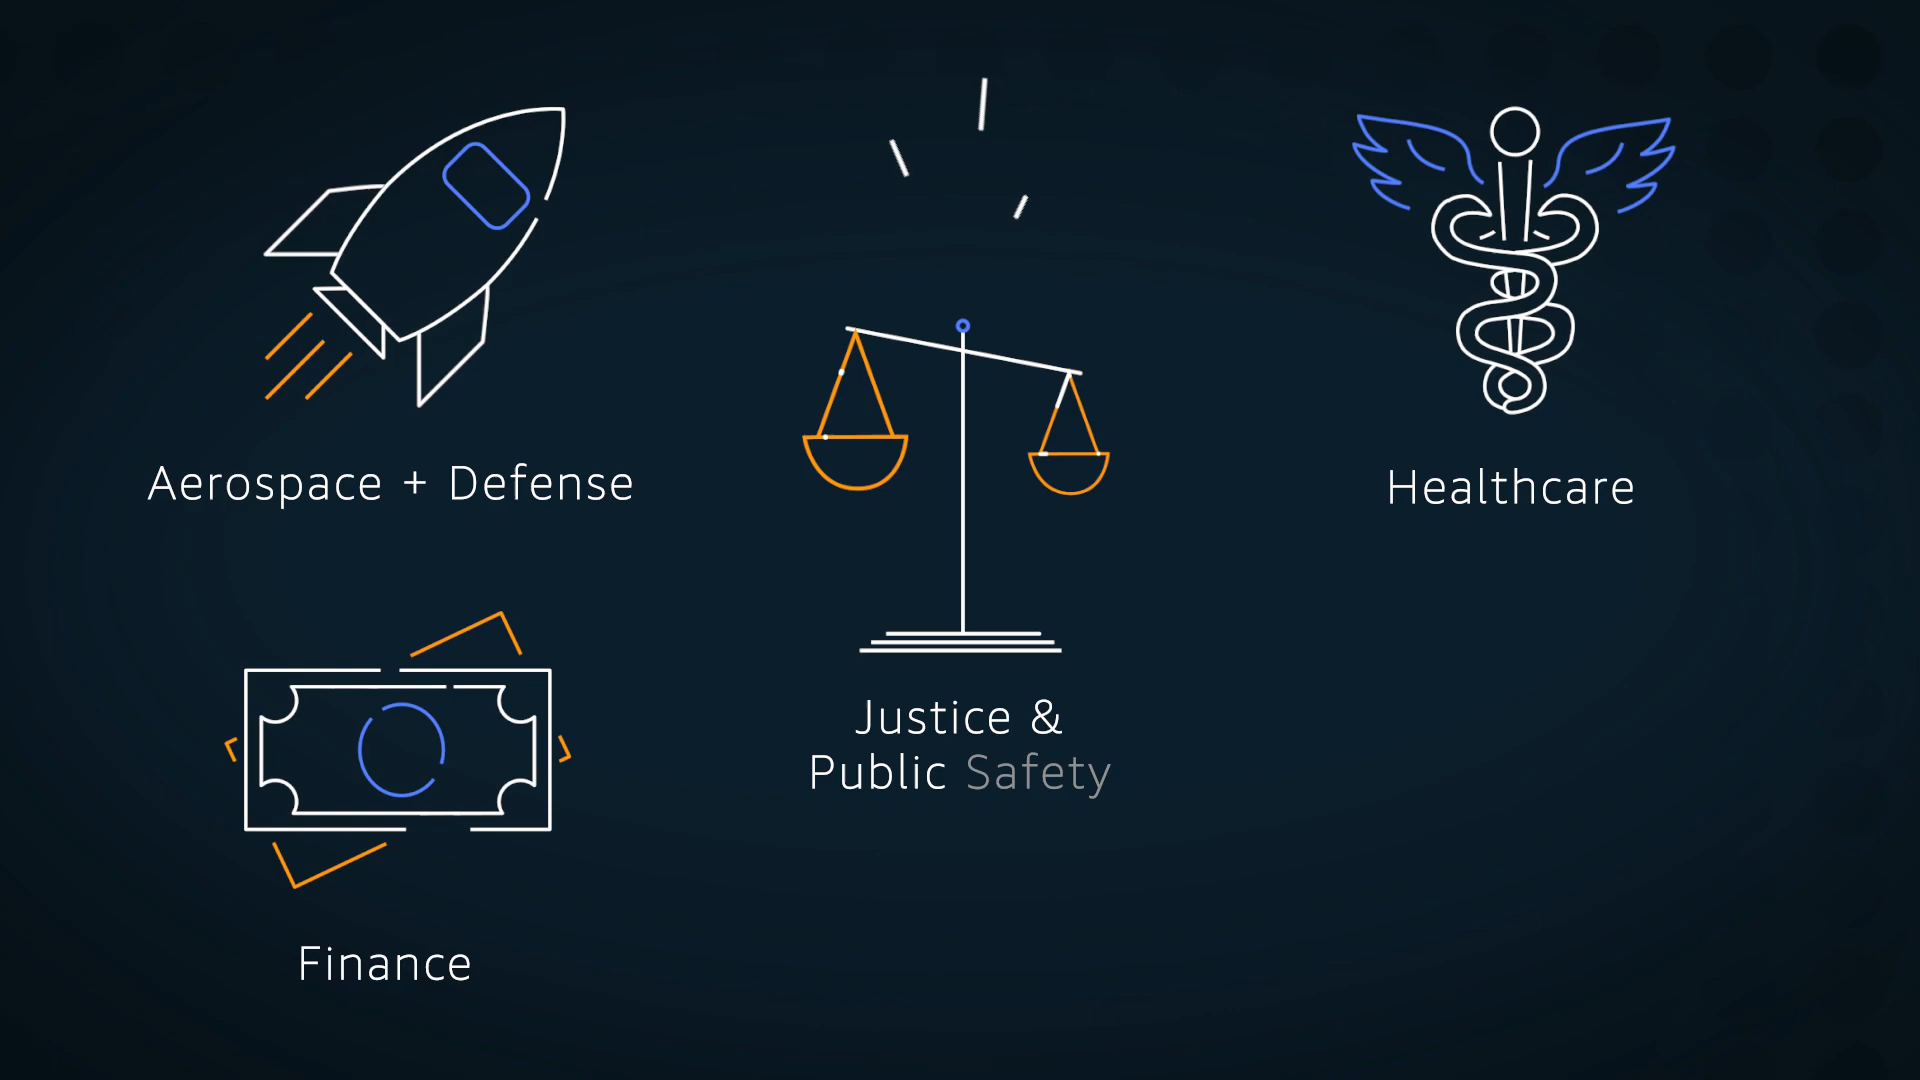 Aerospace + Defense
Healthcare
Justice &
Public Safety
Finance